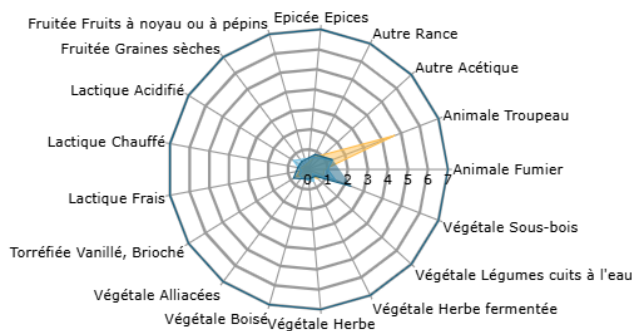 Fruitée Fruits à noyau ou à pépins
Epicée Epices
Autre Rance
Fruitée Graines sèches
Autre Acétique
Lactique Acidifié
Animale Troupeau
Lactique Chauffé
Animale Fumier
0 1 2 3 4 5 6 7
Lactique Frais
Végétale Sous-bois
Torréfiée Vanillé, Brioché
Végétale Légumes cuits à l'eau
Végétale Alliacées
Végétale Herbe fermentée
Végétale Boisé
Végétale Herbe